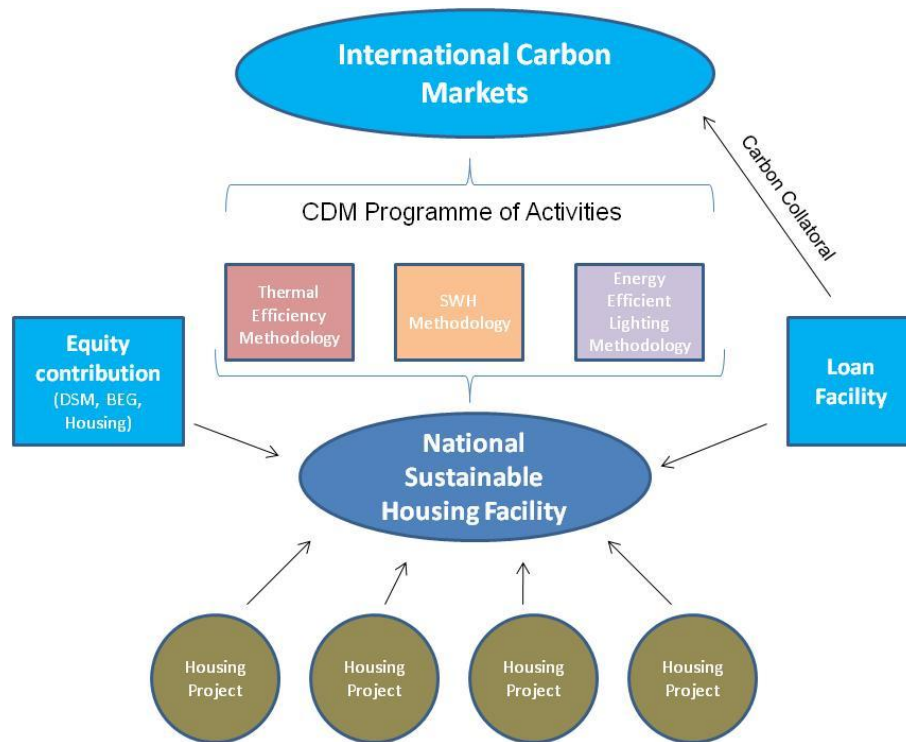 International Carbon
Markets
Carbon Collatoral
CDM Programme of Activities
Thermal
Efficiency
Methodology
SWH
Methodology
Energy
Efficient
Lighting
Methodology
Equity
contribution
(DSM, BEG,
Housing)
Loan
Facility
National
Sustainable
Housing Facility
Housing
Project
Housing
Project
Housing
Project
Housing
Project